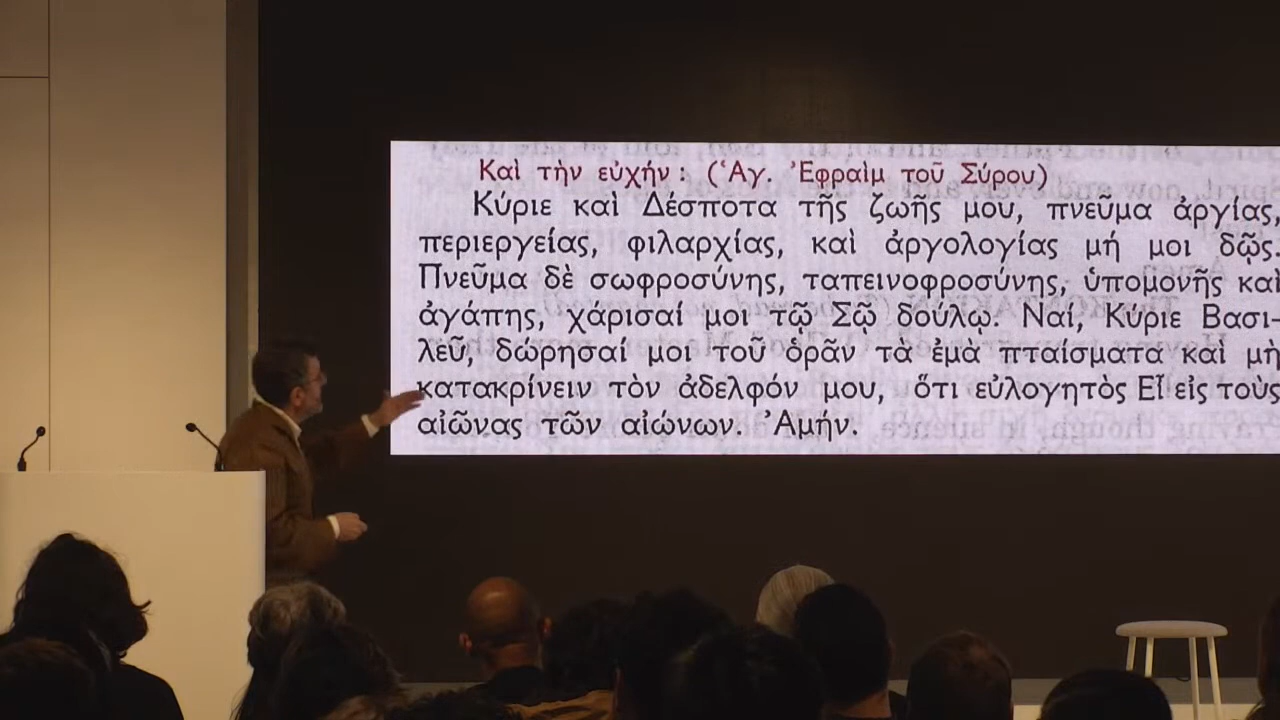 Καὶ τὴν εὐχήν : (Ἁγ. Ἐφραὶμ τοῦ Σύρου)
Κύριε καὶ Δέσποτα τῆς ζωῆς μου, πνεῦμα ἀργίας,
περιεργείας, φιλαρχίας, καὶ ἀργολογίας μή μοι δῷς.
Πνεῦμα δὲ σωφροσύνης, ταπεινοφροσύνης, ὑπομονῆς καὶ
ἀγάπης, χάρισαί μοι τῷ Σῷ δούλῳ. Ναί, Κύριε Βασι-
λεῦ, δώρησαί μοι τοῦ ὁρᾶν τὰ ἐμὰ πταίσματα καὶ μὴ
κατακρίνειν τὸν ἀδελφόν μου, ὅτι εὐλογητὸς Εἶ εἰς τοὺς
αἰῶνας τῶν αἰώνων. Ἀμήν.